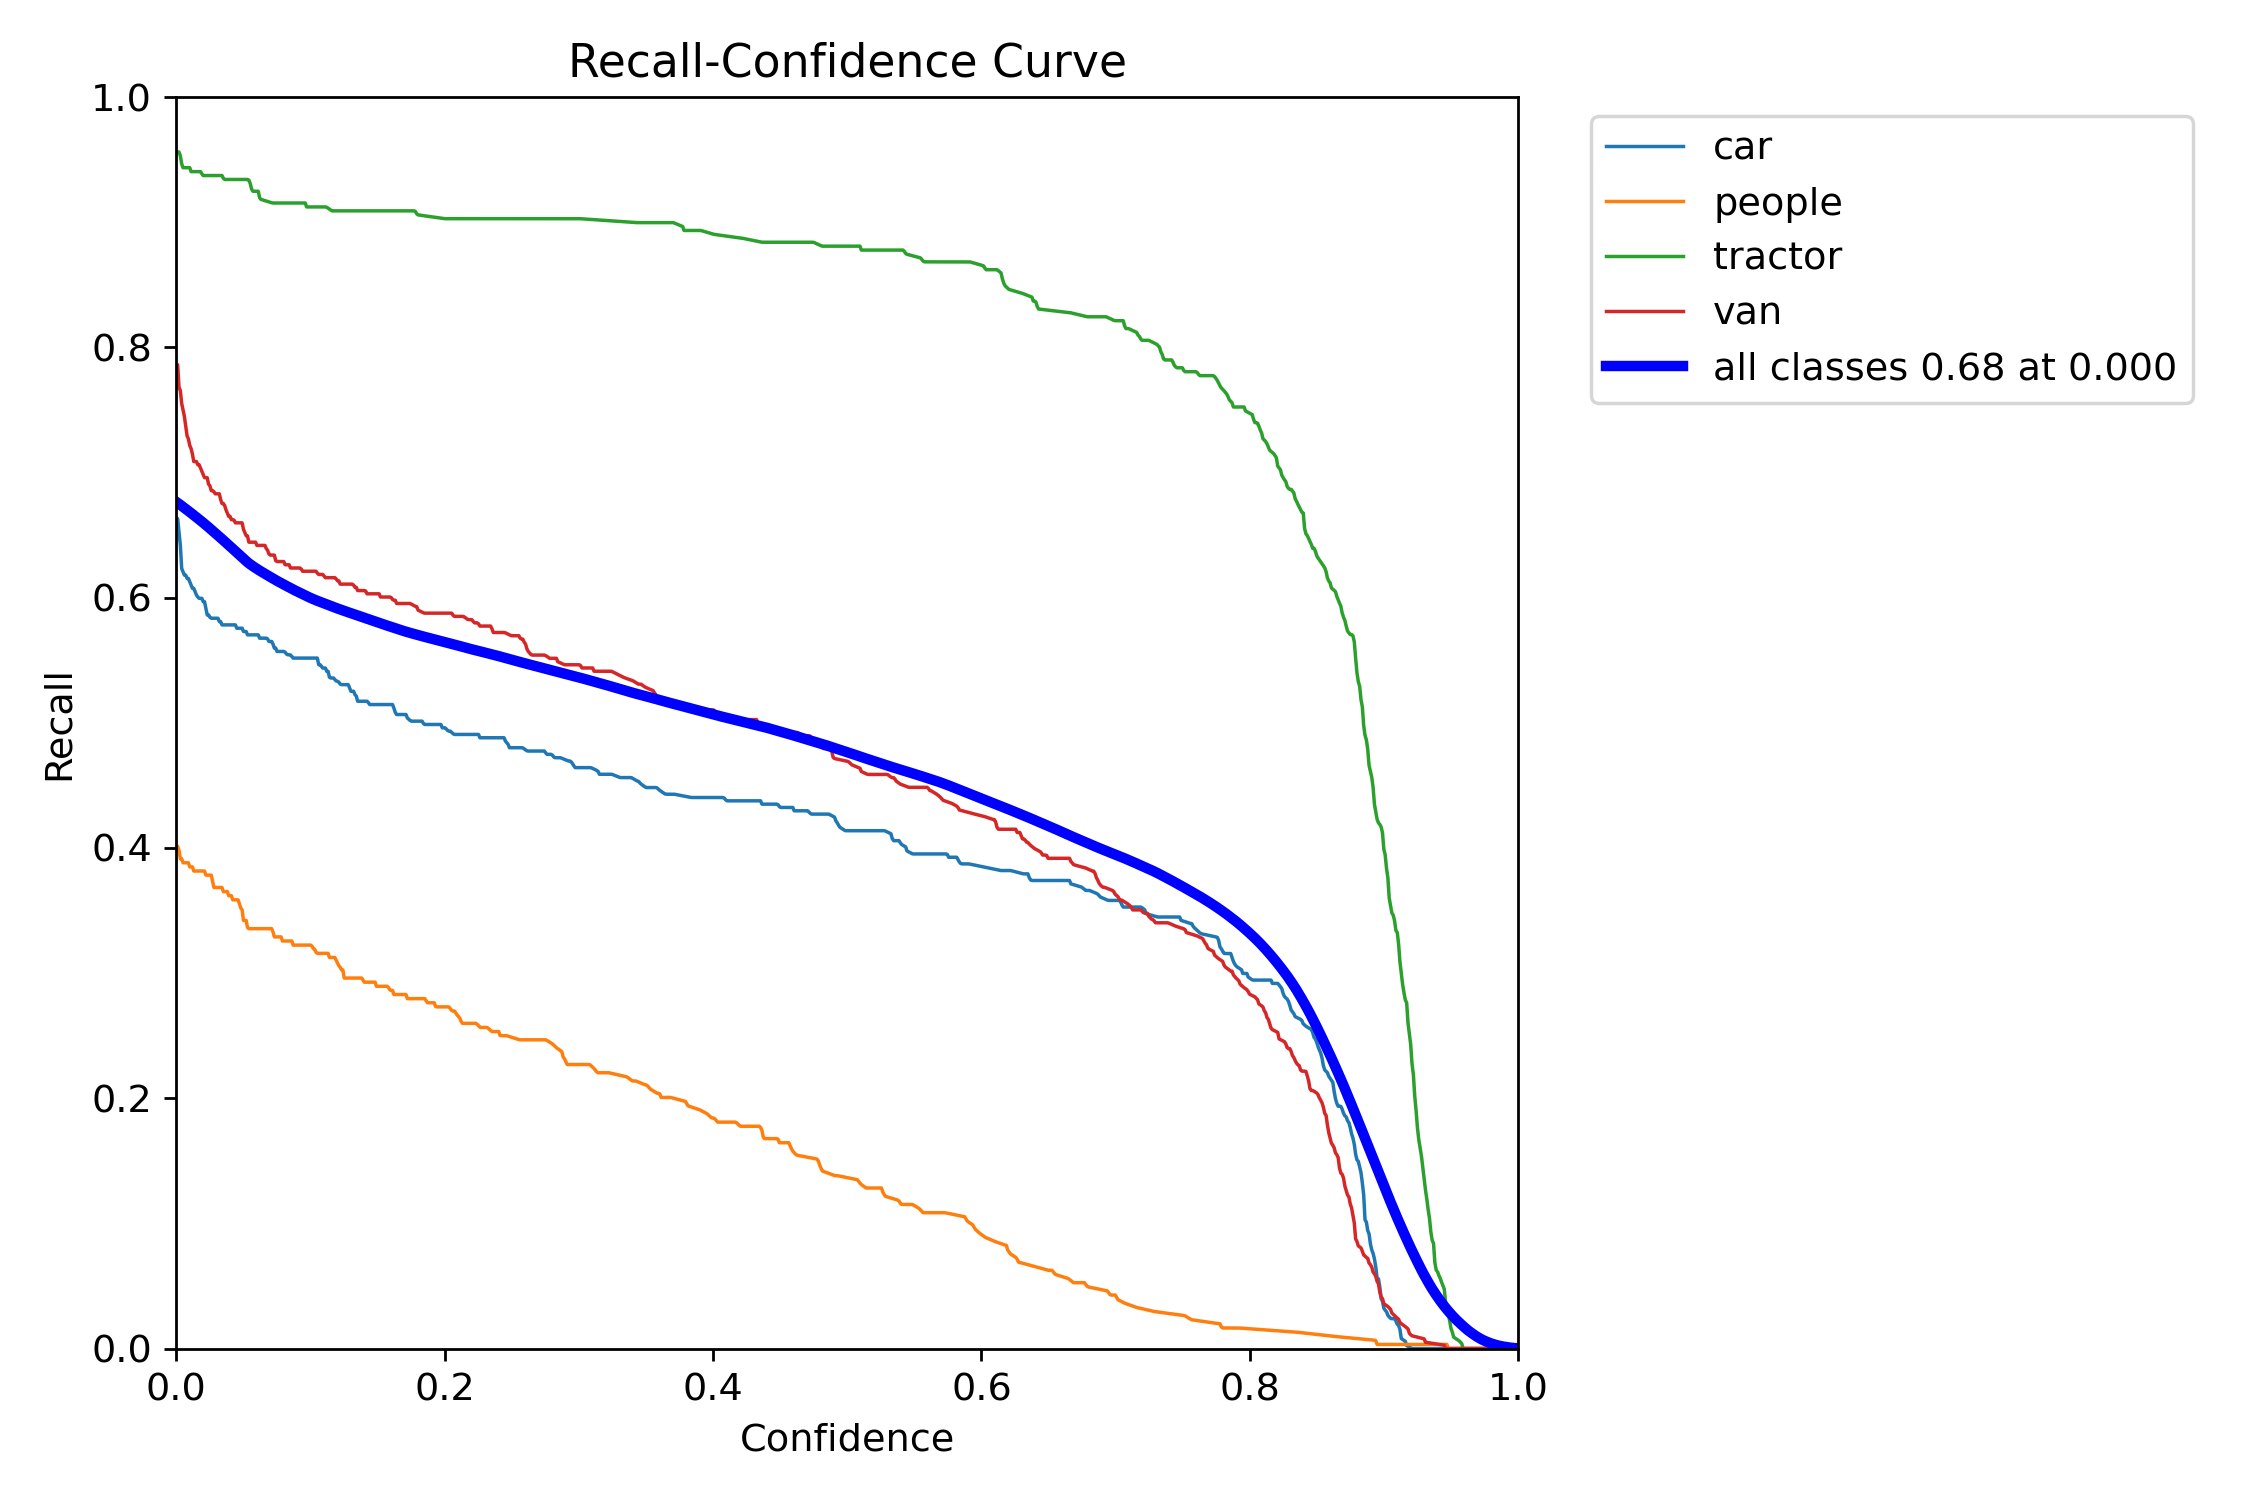 Recall-Confidence Curve
1.0
0.8
0.6
0.4
0.2
0.0
Recall
0.0 0.2 0.4 0.6 0.8 1.0
Confidence
car
people
tractor
van
all classes 0.68 at 0.000